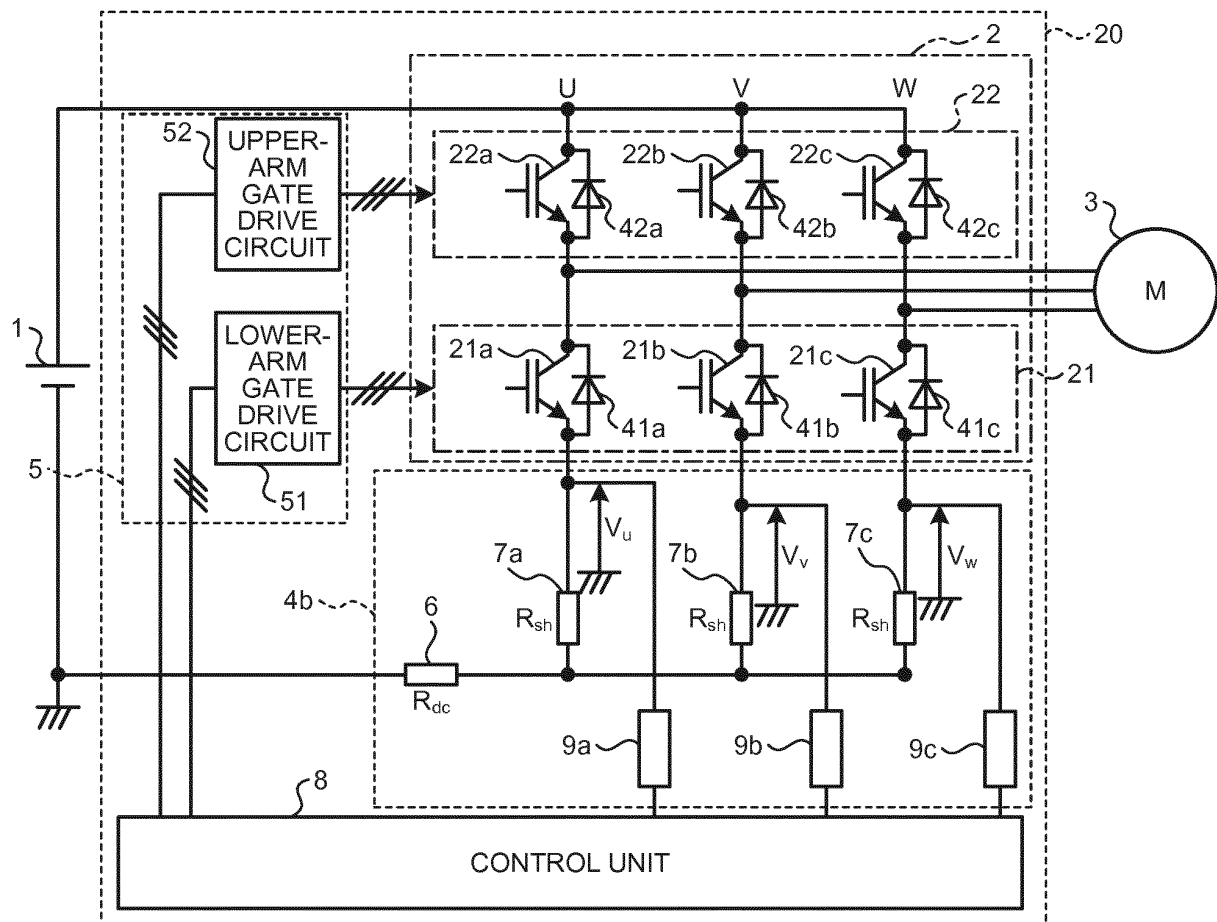 2
20
U V W
22
52
UPPER-
ARM
GATE
DRIVE
CIRCUIT
22a 22b 22c
42a 42b 42c
3
M
1
LOWER-
ARM
GATE
DRIVE
CIRCUIT
21a 21b 21c
21
41a 41b 41c
5
51
Vu Vv Vw
7a 7b 7c
4b
6
Rsh Rsh Rsh
Rdc
9a 9b 9c
8
CONTROL UNIT